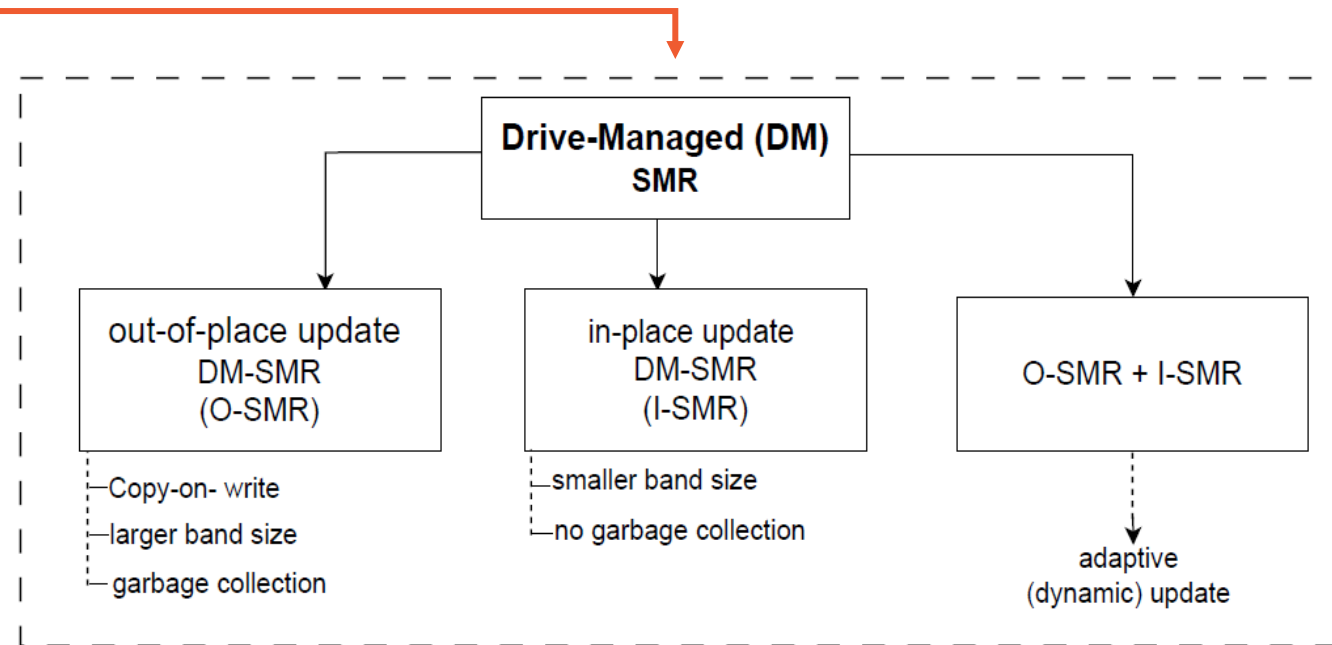 Drive-Managed (DM)
SMR
out-of-place update
DM-SMR
(O-SMR)
Copy-on- write
larger band size
garbage collection
in-place update
DM-SMR
(I-SMR)
smaller band size
no garbage collection
O-SMR + I-SMR
adaptive
(dynamic) update